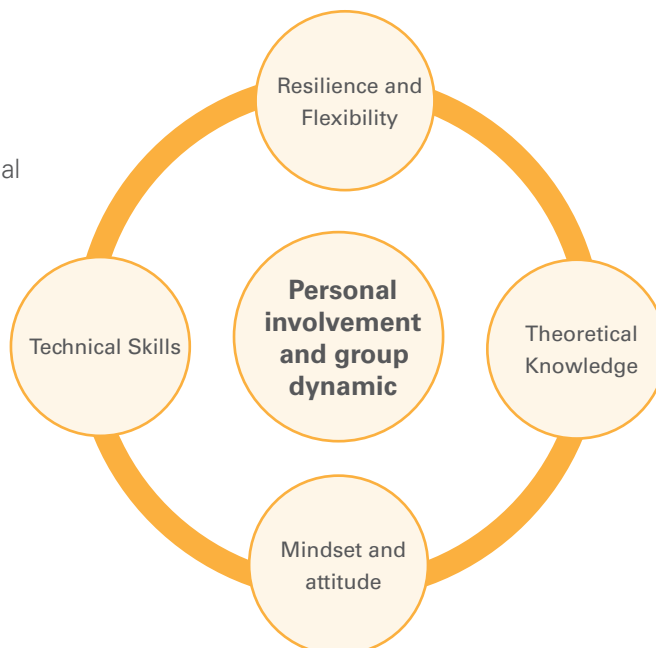 Resilience and
Flexibility
al
Personal
involvement
and group
dynamic
Technical Skills
Theoretical
Knowledge
Mindset and
attitude